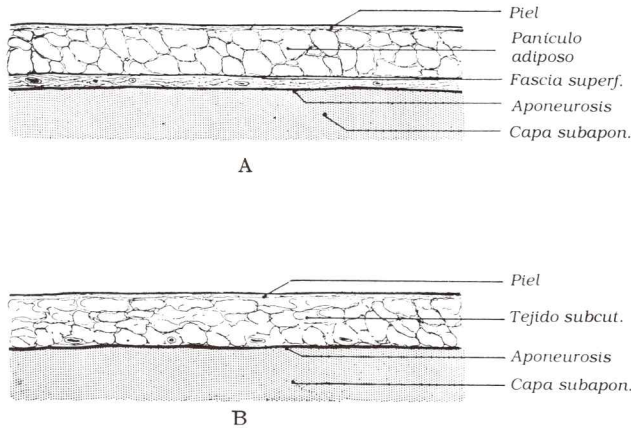 Piel
Panículo
adiposo
Fascia superf.
Aponeurosis
Capa subapon.
A
Piel
Tejido subcut.
Aponeurosis
Capa subapon.
B